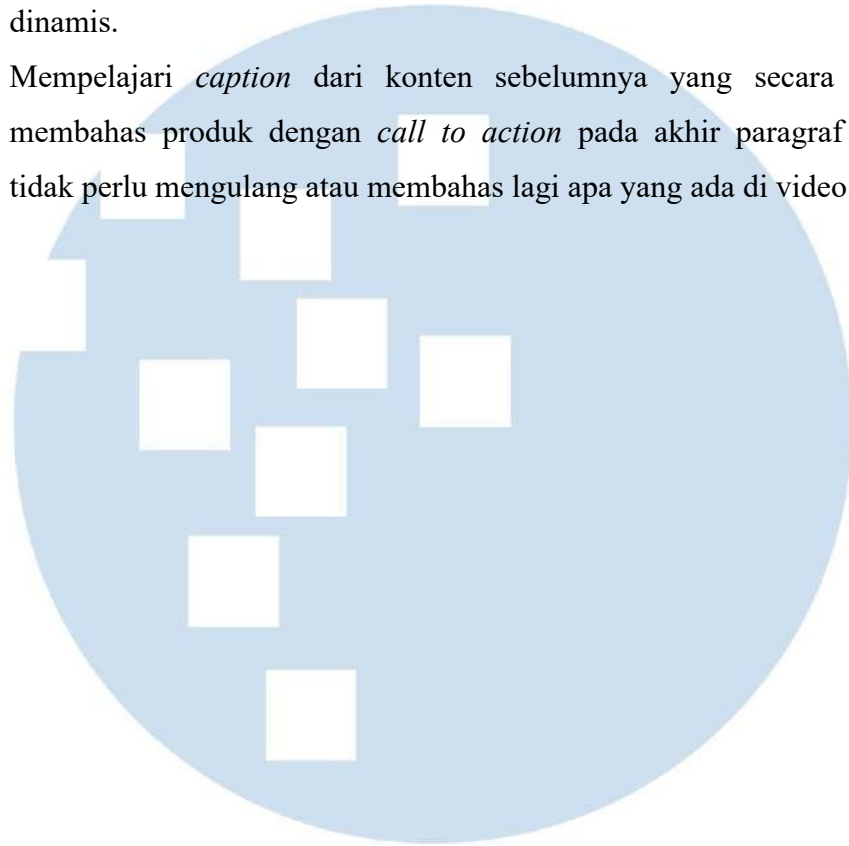 dinamis.
Mempelajari caption dari konten sebelumnya yang secara
membahas produk dengan call to action pada akhir paragraf
tidak perlu mengulang atau membahas lagi apa yang ada di video